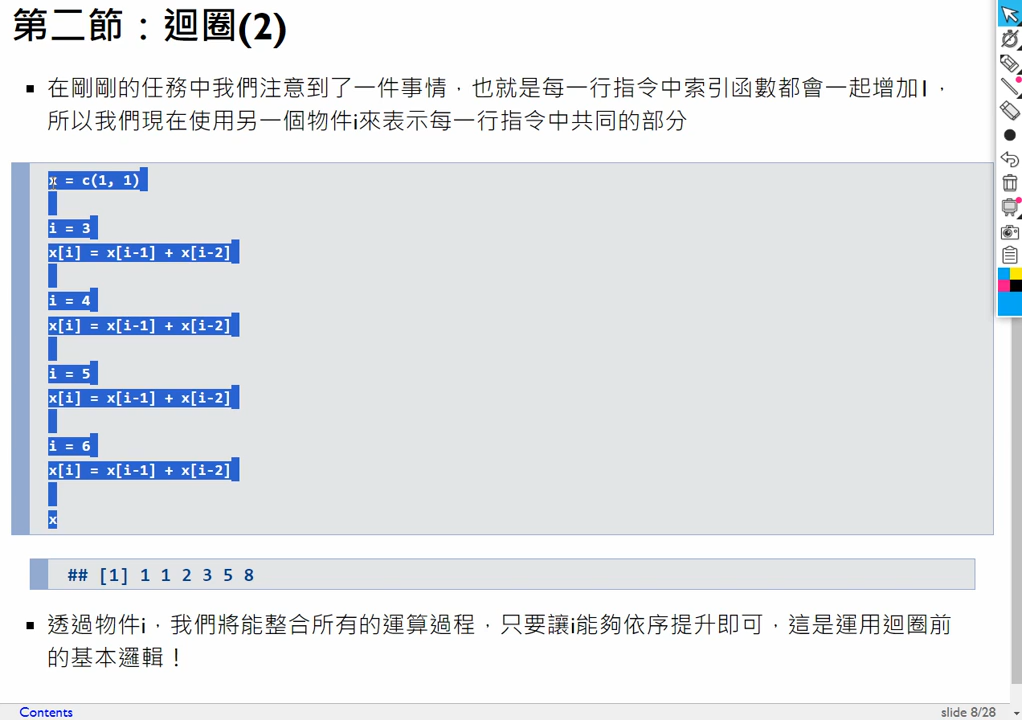 第二節：迴圈(2)
▪ 在剛剛的任務中我們注意到了一件事情，也就是每一行指令中索引函數都會一起增加1，
所以我們現在使用另一個物件i來表示每一行指令中共同的部分
x = c(1, 1)
i = 3
x[i] = x[i-1] + x[i-2]
i = 4
x[i] = x[i-1] + x[i-2]
i = 5
x[i] = x[i-1] + x[i-2]
i = 6
x[i] = x[i-1] + x[i-2]
x
## [1] 1 1 2 3 5 8
▪ 透過物件i，我們將能整合所有的運算過程，只要讓i能夠依序提升即可，這是運用迴圈前
的基本邏輯！
Contents
slide 8/28